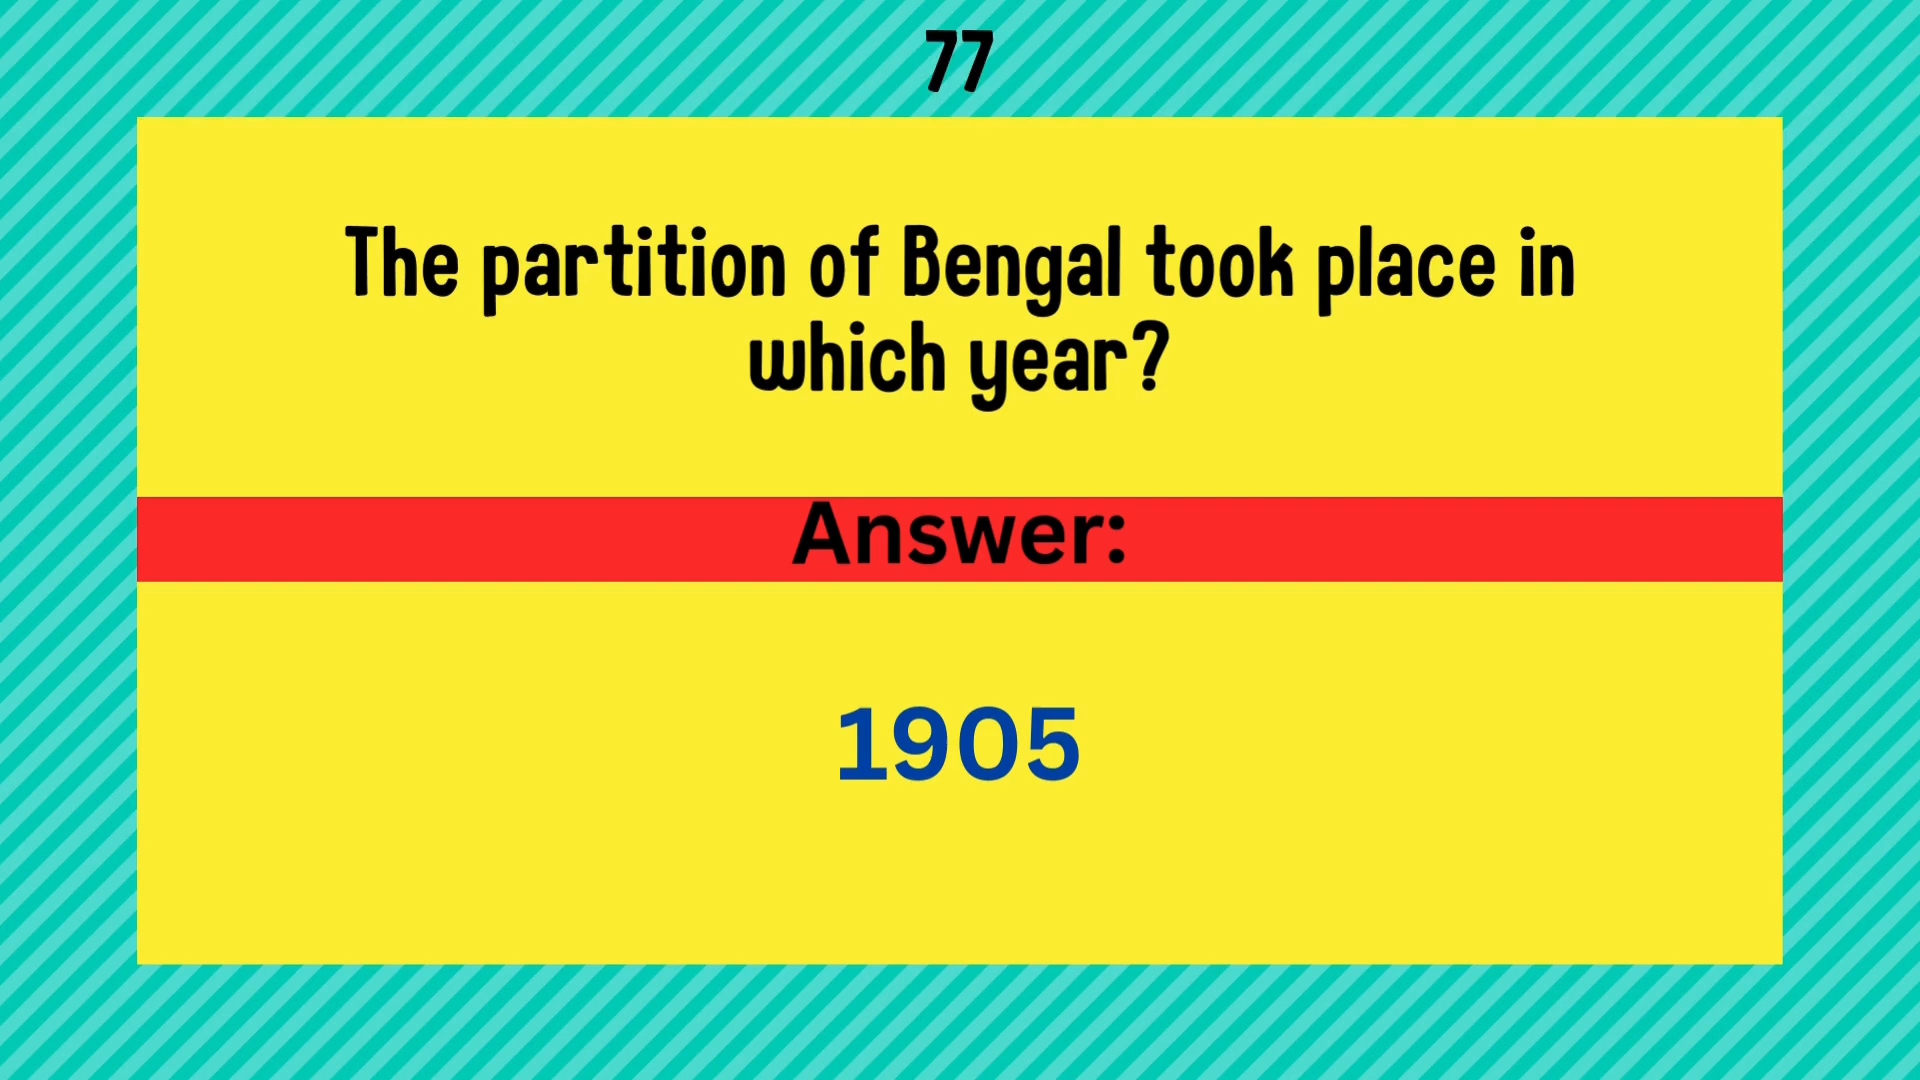 77
The partition of Bengal took place in
which year?
Answer:
1905